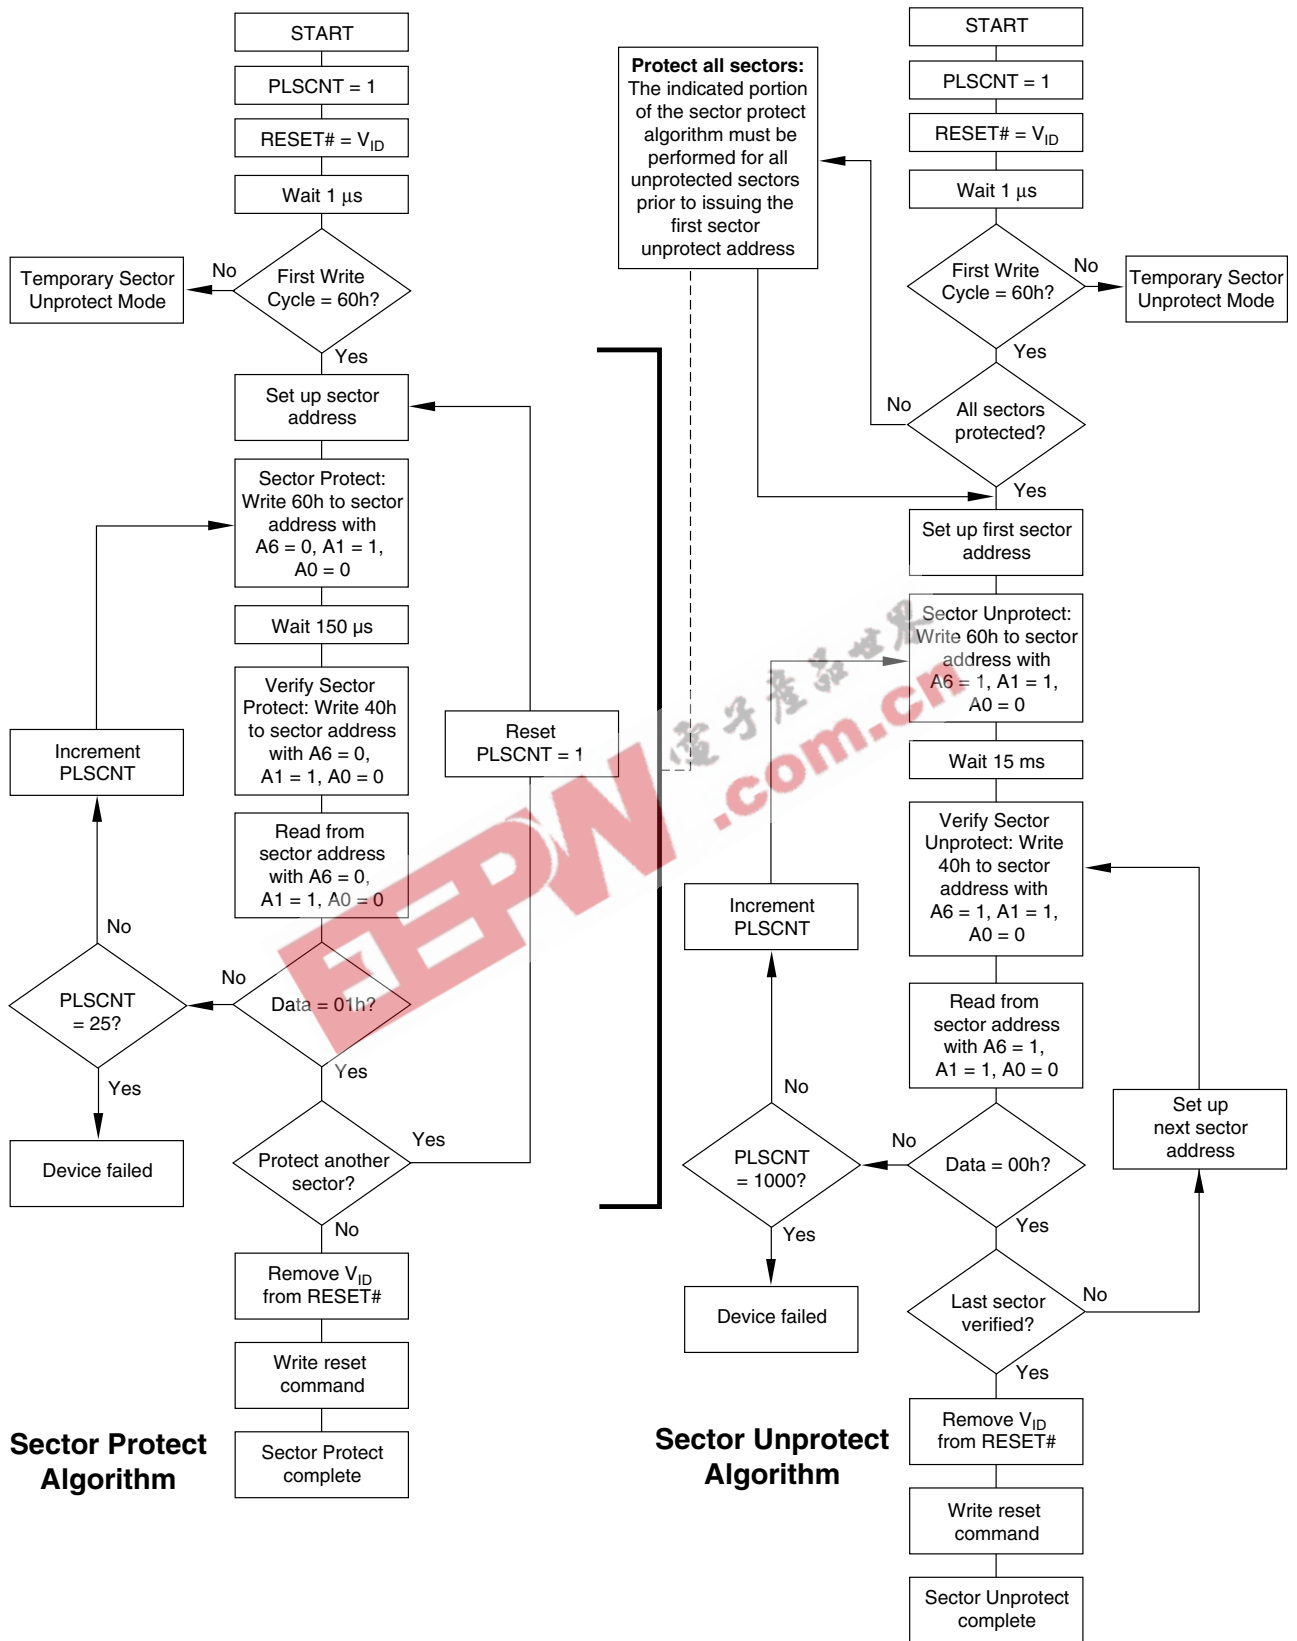 START
PLSCNT = 1
RESET# = VID
Wait 1 μs
First Write
Cycle = 60h?
No
Temporary Sector
Unprotect Mode
Yes
Set up sector
address
Sector Protect:
Write 60h to sector
address with
A6 = 0, A1 = 1,
A0 = 0
Wait 150 μs
Verify Sector
Protect: Write 40h
to sector address
with A6 = 0,
A1 = 1, A0 = 0
Reset
PLSCNT = 1
Increment
PLSCNT
Read from
sector address
with A6 = 0,
A1 = 1, A0 = 0
No
PLSCNT
= 25?
No
Data = 01h?
Yes
Yes
Device failed
Protect another
sector?
Yes
No
Remove VID
from RESET#
Write reset
command
Sector Protect
complete
Sector Protect
Algorithm
Protect all sectors:
The indicated portion
of the sector protect
algorithm must be
performed for all
unprotected sectors
prior to issuing the
first sector
unprotect address
START
PLSCNT = 1
RESET# = VID
Wait 1 μs
First Write
Cycle = 60h?
No
Temporary Sector
Unprotect Mode
Yes
No
All sectors
protected?
Yes
Set up first sector
address
Sector Unprotect:
Write 60h to sector
address with
A6 = 1, A1 = 1,
A0 = 0
Wait 15 ms
Verify Sector
Unprotect: Write
40h to sector
address with
A6 = 1, A1 = 1,
A0 = 0
Increment
PLSCNT
Read from
sector address
with A6 = 1,
A1 = 1, A0 = 0
No
Set up
next sector
address
PLSCNT
= 1000?
No
Data = 00h?
Yes
Yes
Device failed
Last sector
verified?
No
Yes
Remove VID
from RESET#
Write reset
command
Sector Unprotect
complete
Sector Unprotect
Algorithm
EEPW
電子產品世界
.com.cn